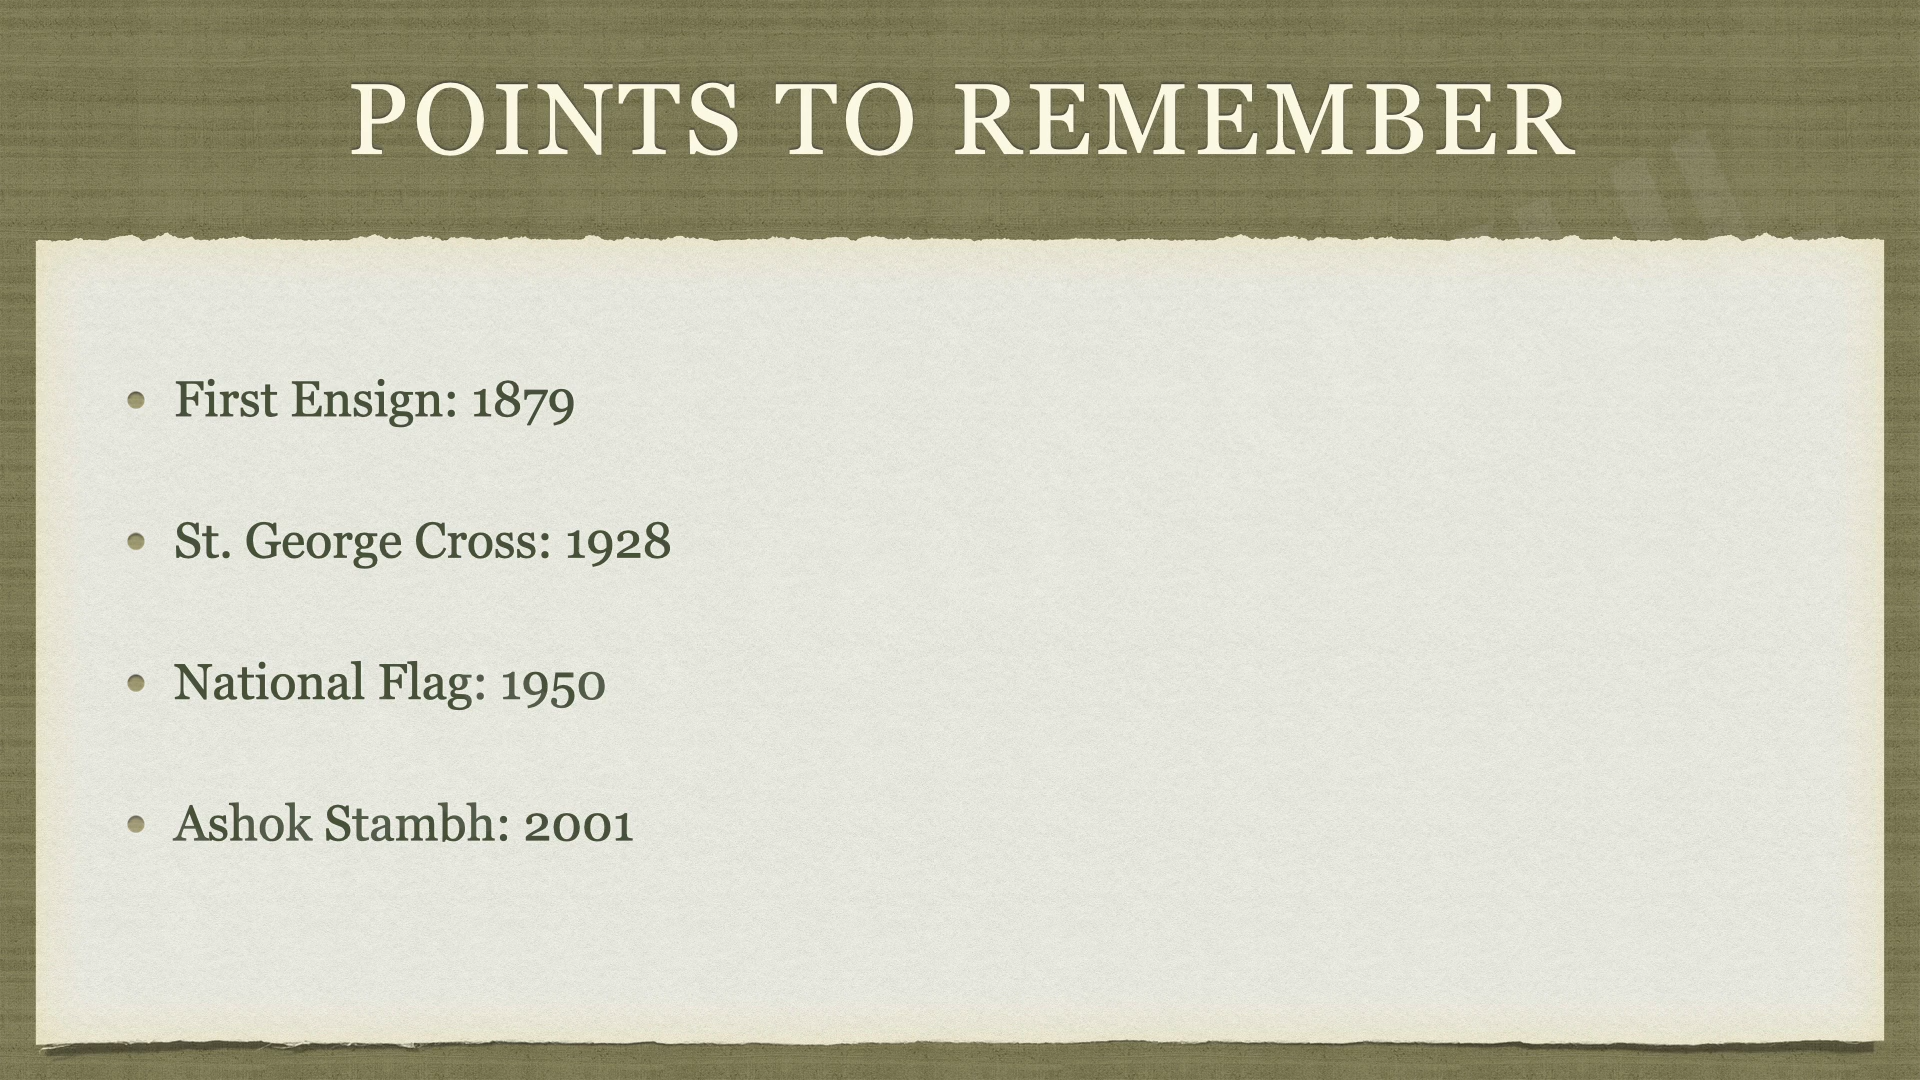 POINTS TO REMEMBER
• First Ensign: 1879
• St. George Cross: 1928
• National Flag: 1950
• Ashok Stambh: 2001